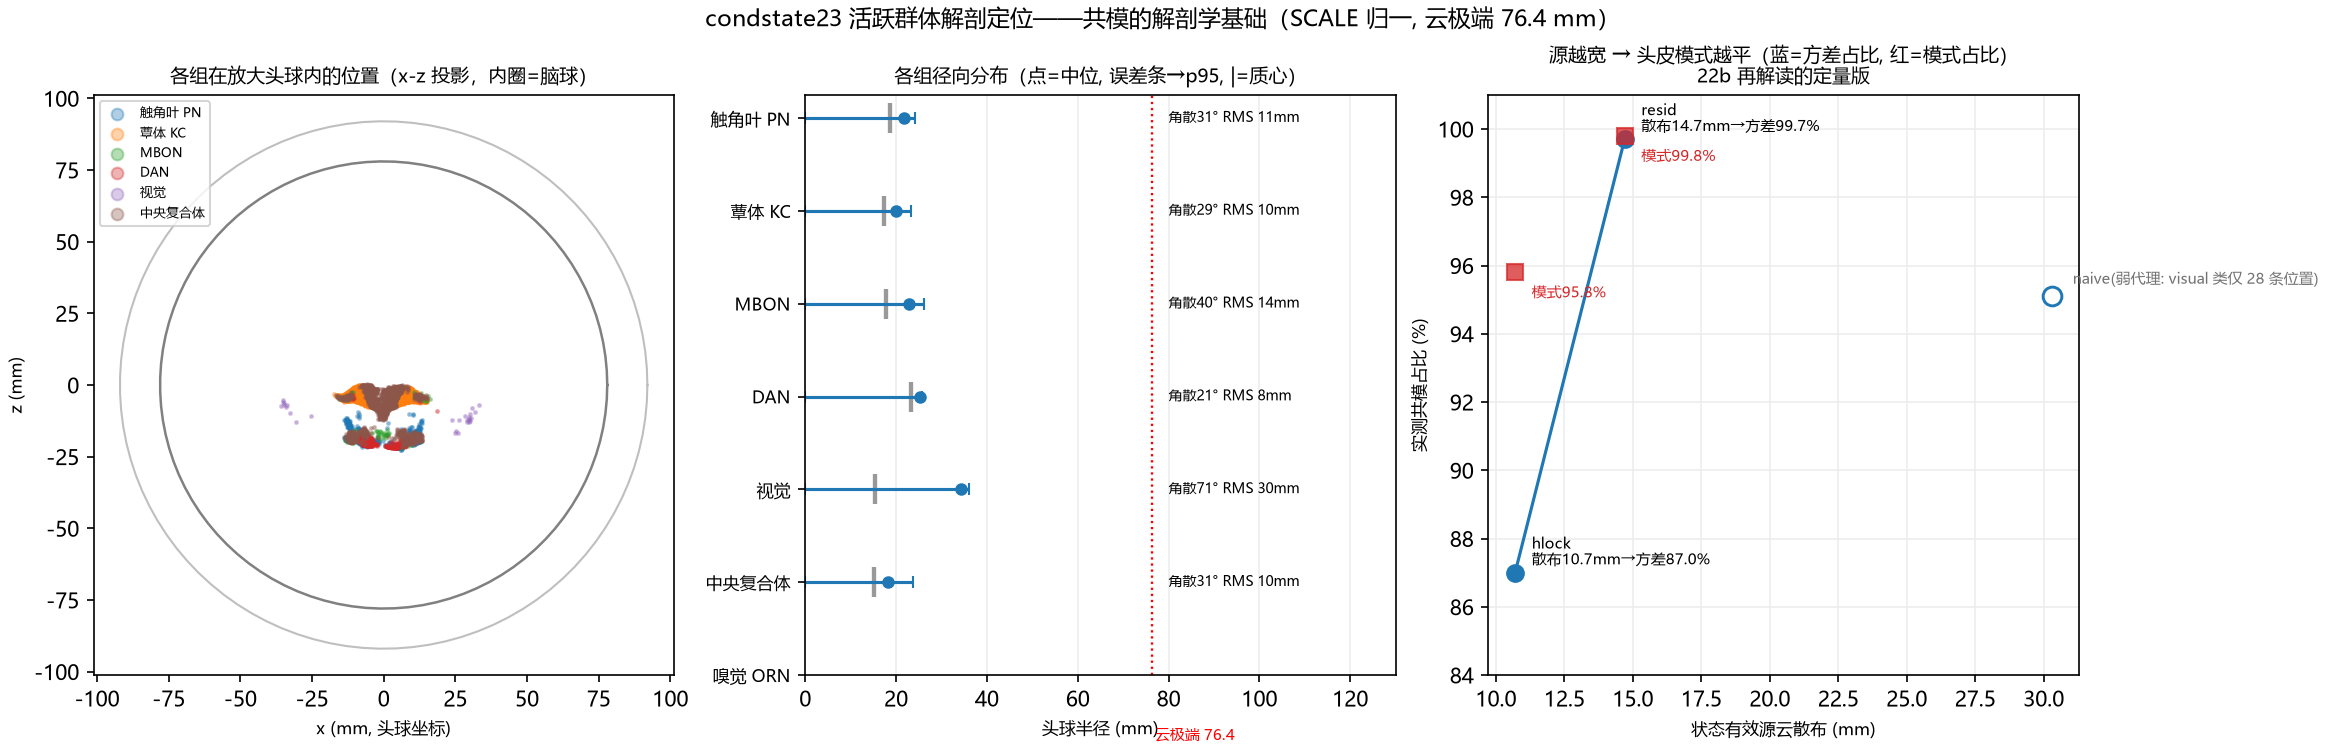 condstate23 活跃群体解剖定位——共模的解剖学基础（SCALE 归一, 云极端 76.4 mm）
各组在放大头球内的位置（x-z 投影，内圈=脑球）
100
75
50
25
0
-25
-50
-75
-100
z (mm)
触角叶 PN
蕈体 KC
MBON
DAN
视觉
中央复合体
-100
-75
-50
-25
0
25
50
75
100
x (mm, 头球坐标)
各组径向分布（点=中位, 误差条→p95, |=质心）
触角叶 PN
角散31° RMS 11mm
蕈体 KC
角散29° RMS 10mm
MBON
角散40° RMS 14mm
DAN
角散21° RMS 8mm
视觉
角散71° RMS 30mm
中央复合体
角散31° RMS 10mm
嗅觉 ORN
0
20
40
60
80
100
120
头球半径 (mm)
云极端 76.4
源越宽 → 头皮模式越平（蓝=方差占比, 红=模式占比）
22b 再解读的定量版
100
98
96
94
92
90
88
86
84
实测共模占比 (%)
resid
散布14.7mm→方差99.7%
模式99.8%
模式95.8%
naive(弱代理: visual 类仅 28 条位置)
hlock
散布10.7mm→方差87.0%
10.0
12.5
15.0
17.5
20.0
22.5
25.0
27.5
30.0
状态有效源云散布 (mm)